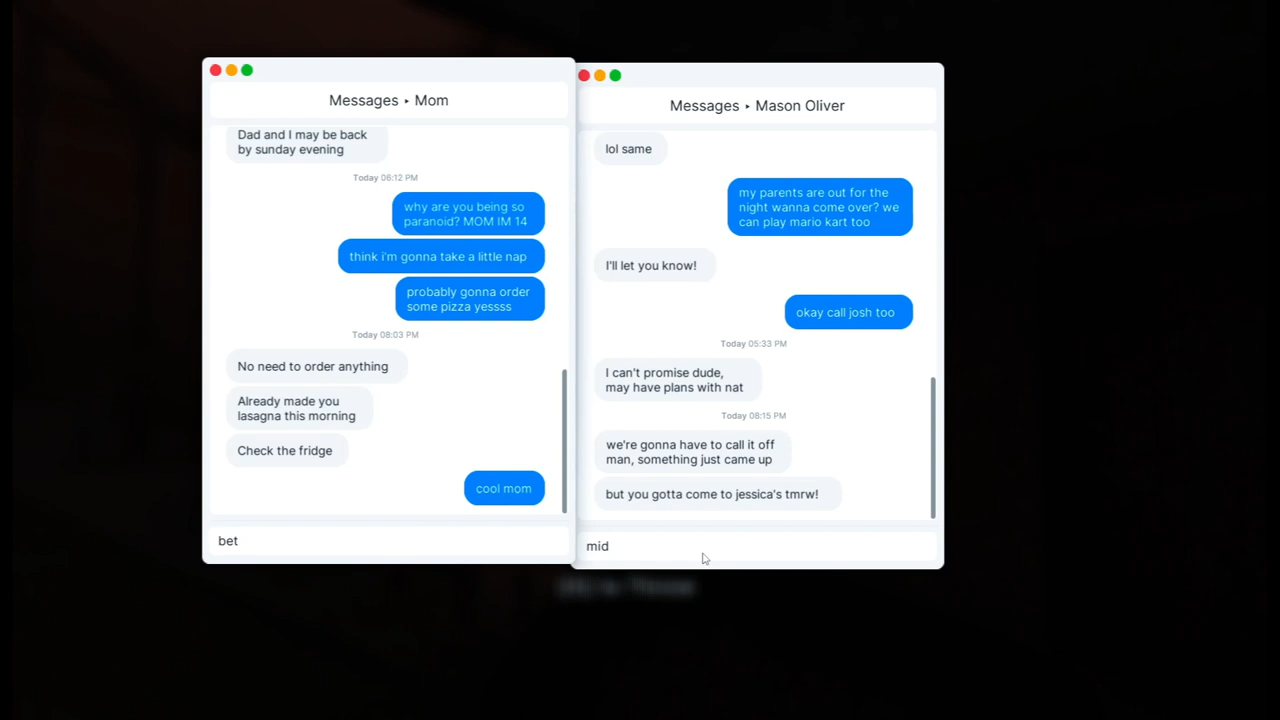 Messages ‣ Mom
Dad and I may be back
by sunday evening
Today 06:12 PM
why are you being so
paranoid? MOM IM 14
think i'm gonna take a little nap
probably gonna order
some pizza yessss
Today 08:03 PM
No need to order anything
Already made you
lasagna this morning
Check the fridge
cool mom
bet
Messages ‣ Mason Oliver
lol same
my parents are out for the
night wanna come over? we
can play mario kart too
I'll let you know!
okay call josh too
Today 05:33 PM
I can't promise dude,
may have plans with nat
Today 08:15 PM
we're gonna have to call it off
man, something just came up
but you gotta come to jessica's tmrw!
mid